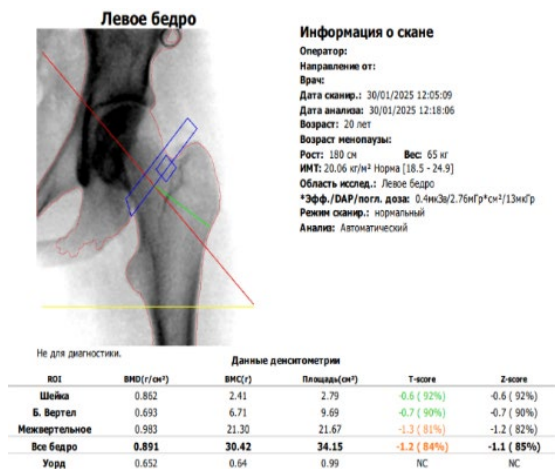 Левое бедро
Информация о скане
Оператор:
Направление от:
Врач:
Дата сканир.: 30/01/2025 12:05:09
Дата анализа: 30/01/2025 12:18:06
Возраст: 20 лет
Возраст менопаузы:
Рост: 180 см Вес: 65 кг
ИМТ: 20.06 кг/м² Норма [18.5 - 24.9]
Область исслед.: Левое бедро
*Эфф./DAP/погл. доза: 0.4мкЗв/2.76мГр*см²/13мкГр
Режим сканир.: нормальный
Анализ: Автоматический
Не для диагностики.
Данные денситометрии
ROI BMD(г/см²) BMC(г) Площадь(см²) T-score Z-score
Шейка 0.862 2.41 2.79 -0.6 ( 92%) -0.6 ( 92%)
Б. Вертел 0.693 6.71 9.69 -0.7 ( 90%) -0.7 ( 90%)
Межвертельное 0.983 21.30 21.67 -1.3 ( 81%) -1.2 ( 82%)
Все бедро 0.891 30.42 34.15 -1.2 ( 84%) -1.1 ( 85%)
Уорд 0.652 0.64 0.99 NC NC